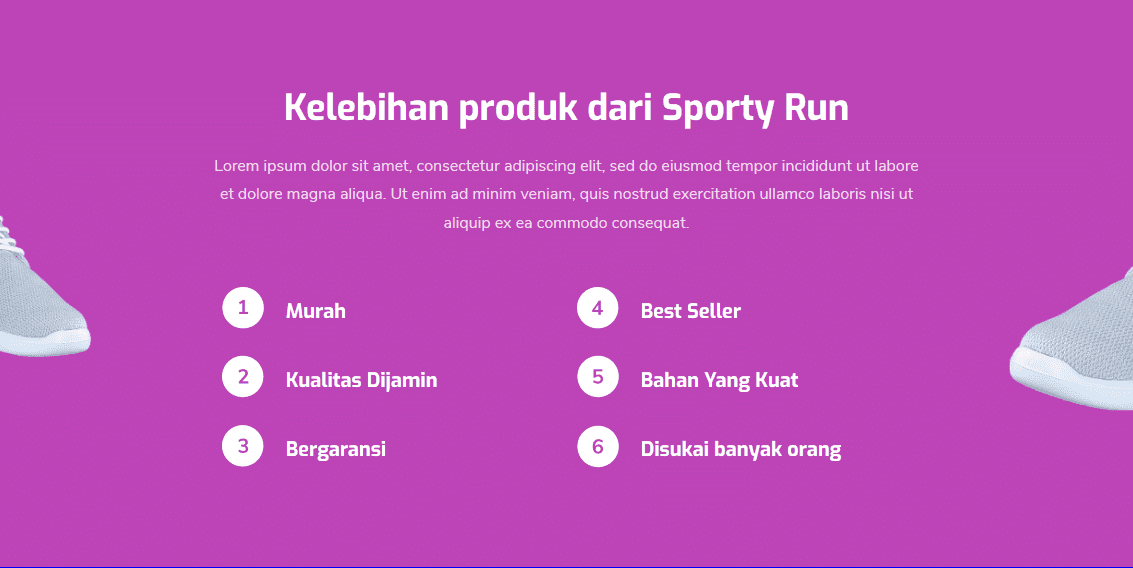 Kelebihan produk dari Sporty Run
Lorem ipsum dolor sit amet, consectetur adipiscing elit, sed do eiusmod tempor incididunt ut labore
et dolore magna aliqua. Ut enim ad minim veniam, quis nostrud exercitation ullamco laboris nisi ut
aliquip ex ea commodo consequat.
1 Murah
2 Kualitas Dijamin
3 Bergaransi
4 Best Seller
5 Bahan Yang Kuat
6 Disukai banyak orang